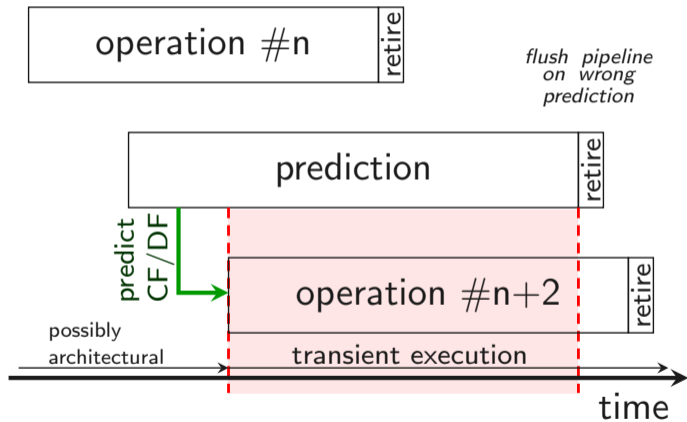 operation #n
retire
flush pipeline
on wrong
prediction
prediction
retire
predict
CF/DF
operation #n+2
retire
possibly
architectural
transient execution
time